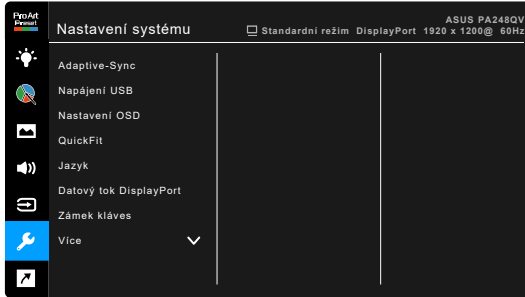 ProArt
Preset
Nastavení systému
ASUS PA248QV
Standardní režim DisplayPort 1920 x 1200@ 60Hz
Adaptive-Sync
Napájení USB
Nastavení OSD
QuickFit
Jazyk
Datový tok DisplayPort
Zámek kláves
Více